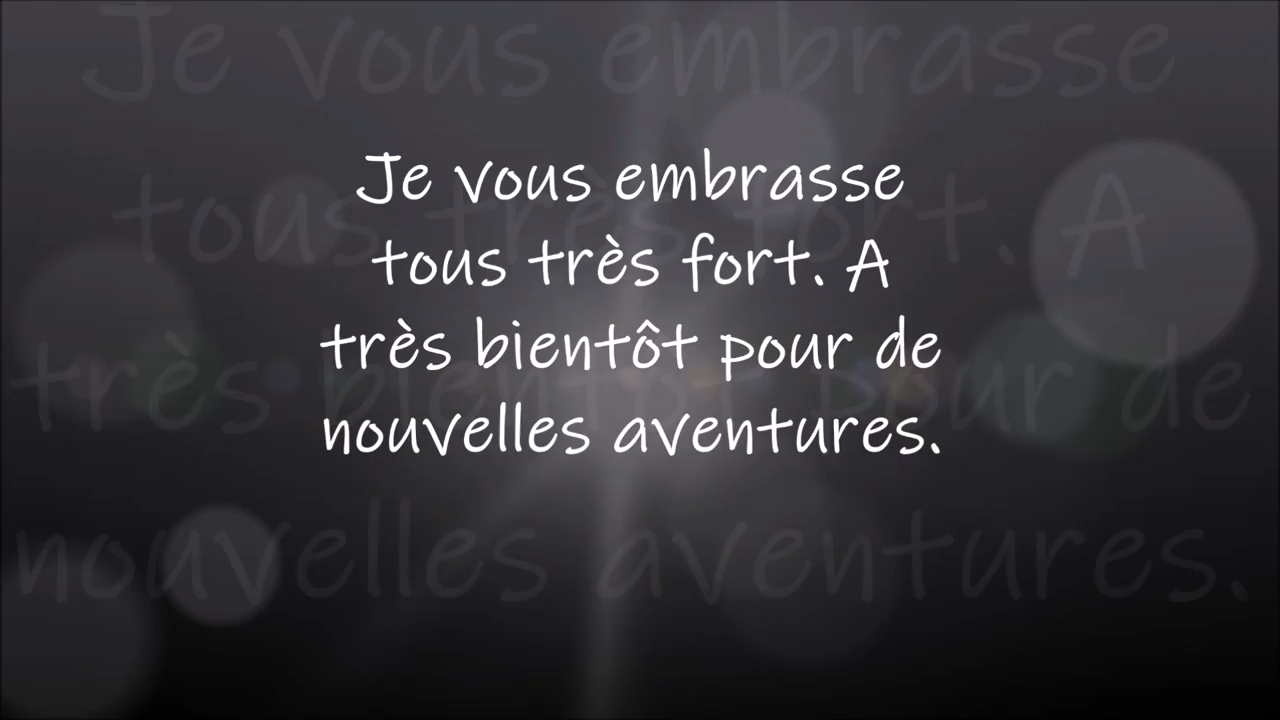 Je vous embrasse
tous très fort. A
très bientôt pour de
nouvelles aventures.